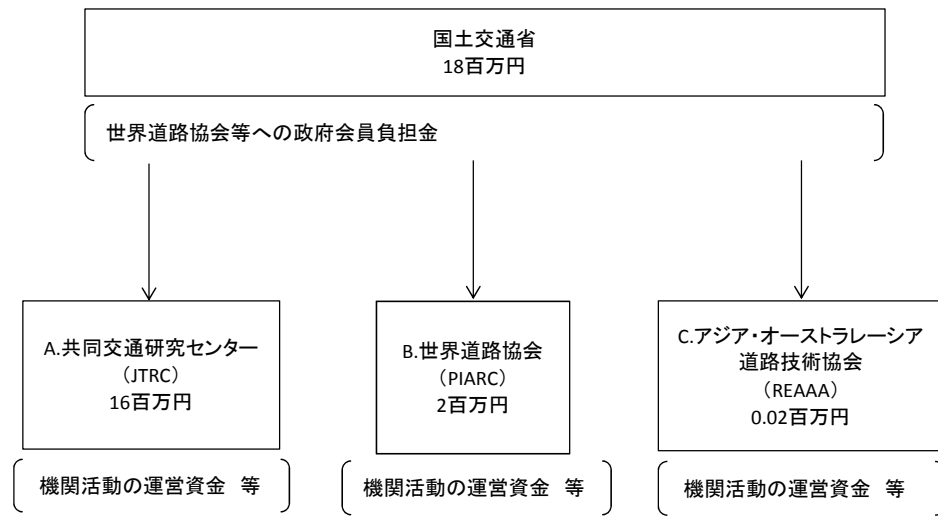 国土交通省
18百万円
世界道路協会等への政府会員負担金
A.共同交通研究センター
（JTRC）
16百万円
機関活動の運営資金 等
B.世界道路協会
（PIARC）
2百万円
機関活動の運営資金 等
C.アジア・オーストラレーシア
道路技術協会
（REAAA）
0.02百万円
機関活動の運営資金 等